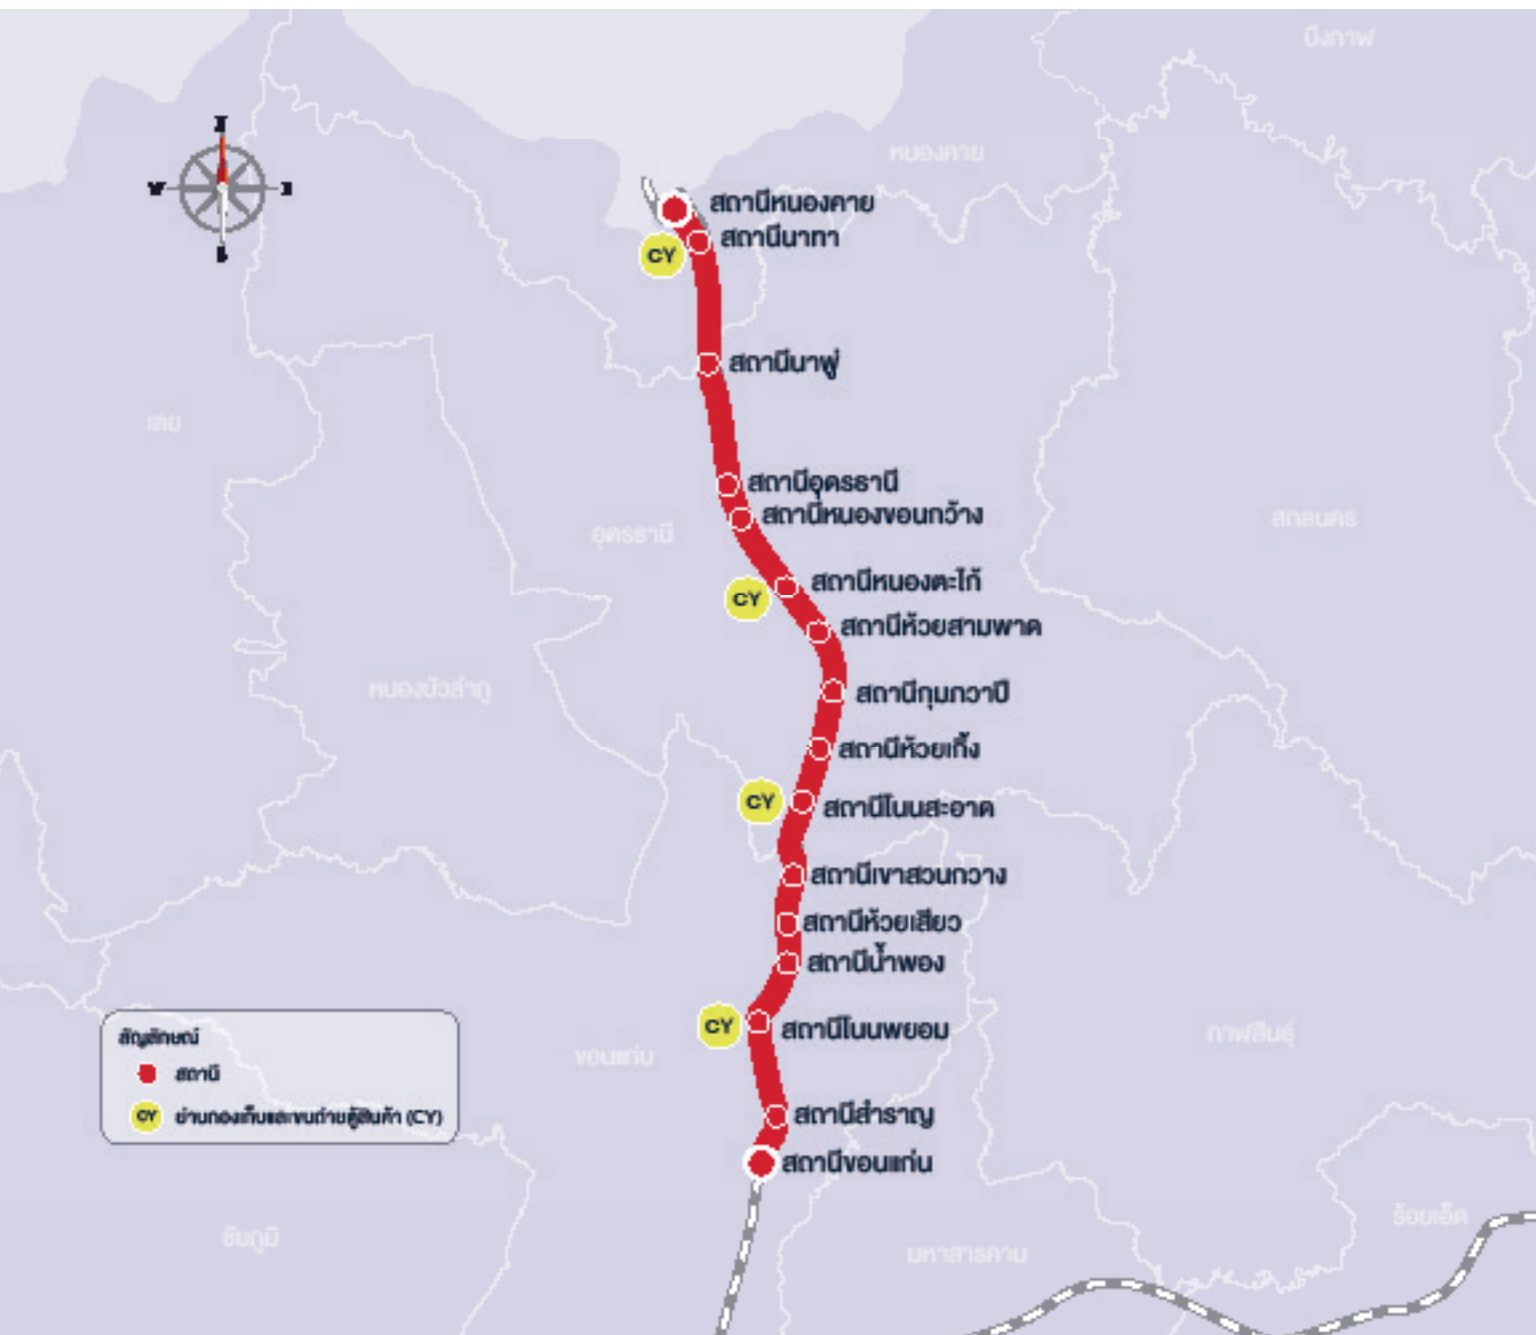 บึงกาฬ
หนองคาย
สถานีหนองคาย
สถานีนาทา
CY
สถานีนาพู่
เลย
สถานีอุดรธานี
สถานีหนองขอนกว้าง
อุดรธานี
สกลนคร
สถานีหนองตะไก้
CY
สถานีห้วยสามพาด
หนองบัวลำภู
สถานีกุมภวาปี
สถานีห้วยเกิ้ง
CY
สถานีโนนสะอาด
สถานีเขาสวนกวาง
สถานีห้วยเสียว
สถานีน้ำพอง
CY
สถานีโนนพยอม
กาฬสินธุ์
ขอนแก่น
สัญลักษณ์
สถานี
CY ย่านกองเก็บและขนถ่ายตู้สินค้า (CY)
สถานีสำราญ
สถานีขอนแก่น
ร้อยเอ็ด
ชัยภูมิ
มหาสารคาม